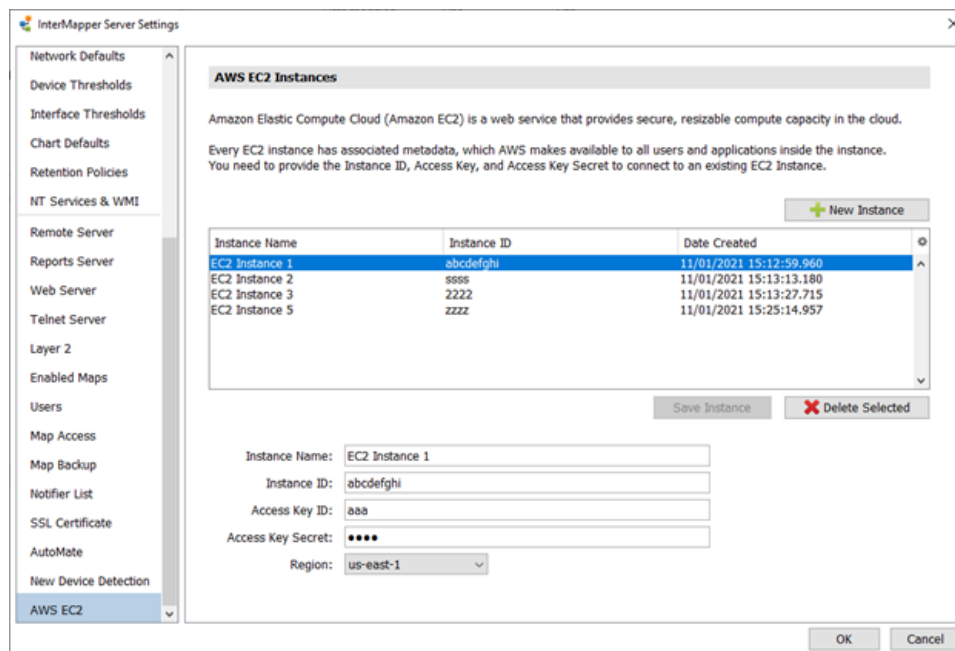 InterMapper Server Settings
Network Defaults
Device Thresholds
Interface Thresholds
Chart Defaults
Retention Policies
NT Services & WMI
Remote Server
Reports Server
Web Server
Telnet Server
Layer 2
Enabled Maps
Users
Map Access
Map Backup
Notifier List
SSL Certificate
AutoMate
New Device Detection
AWS EC2
AWS EC2 Instances
Amazon Elastic Compute Cloud (Amazon EC2) is a web service that provides secure, resizable compute capacity in the cloud.
Every EC2 instance has associated metadata, which AWS makes available to all users and applications inside the instance.
You need to provide the Instance ID, Access Key, and Access Key Secret to connect to an existing EC2 Instance.
New Instance
Instance Name Instance ID Date Created
EC2 Instance 1 abcdefghi 11/01/2021 15:12:59.960
EC2 Instance 2 ssss 11/01/2021 15:13:13.180
EC2 Instance 3 2222 11/01/2021 15:13:27.715
EC2 Instance 5 zzzz 11/01/2021 15:25:14.957
Save Instance Delete Selected
Instance Name: EC2 Instance 1
Instance ID: abcdefghi
Access Key ID: aaa
Access Key Secret: ••••
Region: us-east-1
OK Cancel